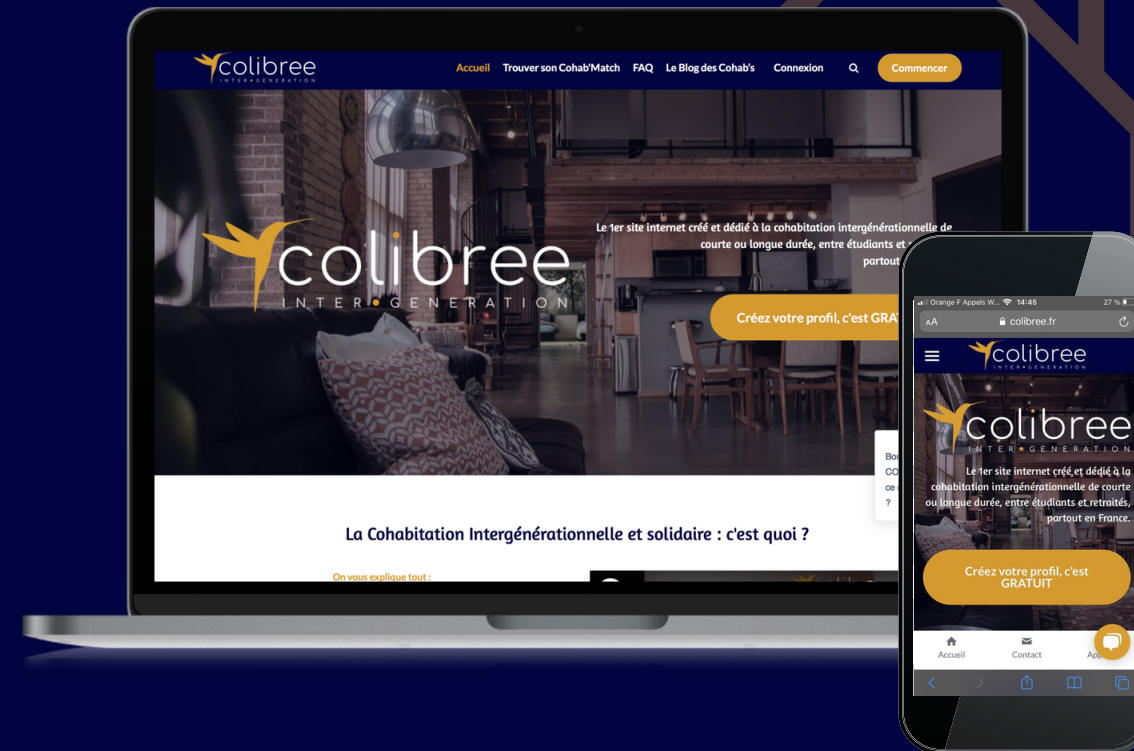 colibree
INTER•GENERATION
Accueil Trouver son Cohab'Match FAQ Le Blog des Cohab's Connexion Commencer
colibree
INTER•GENERATION
Le 1er site internet créé et dédié à la cohabitation intergénérationnelle de
courte ou longue durée, entre étudiants et
partout
Créez votre profil, c'est
La Cohabitation Intergénérationnelle et solidaire : c'est quoi ?
On vous explique tout :
ce
?
Orange F Appels W... 14:45 27 %
AA colibree.fr
colibree
INTER•GENERATION
colibree
INTER•GENERATION
Le 1er site internet créé et dédié à la
cohabitation intergénérationnelle de courte
ou longue durée, entre étudiants et retraités,
partout en France.
Créez votre profil, c'est
GRATUIT
Accueil Contact